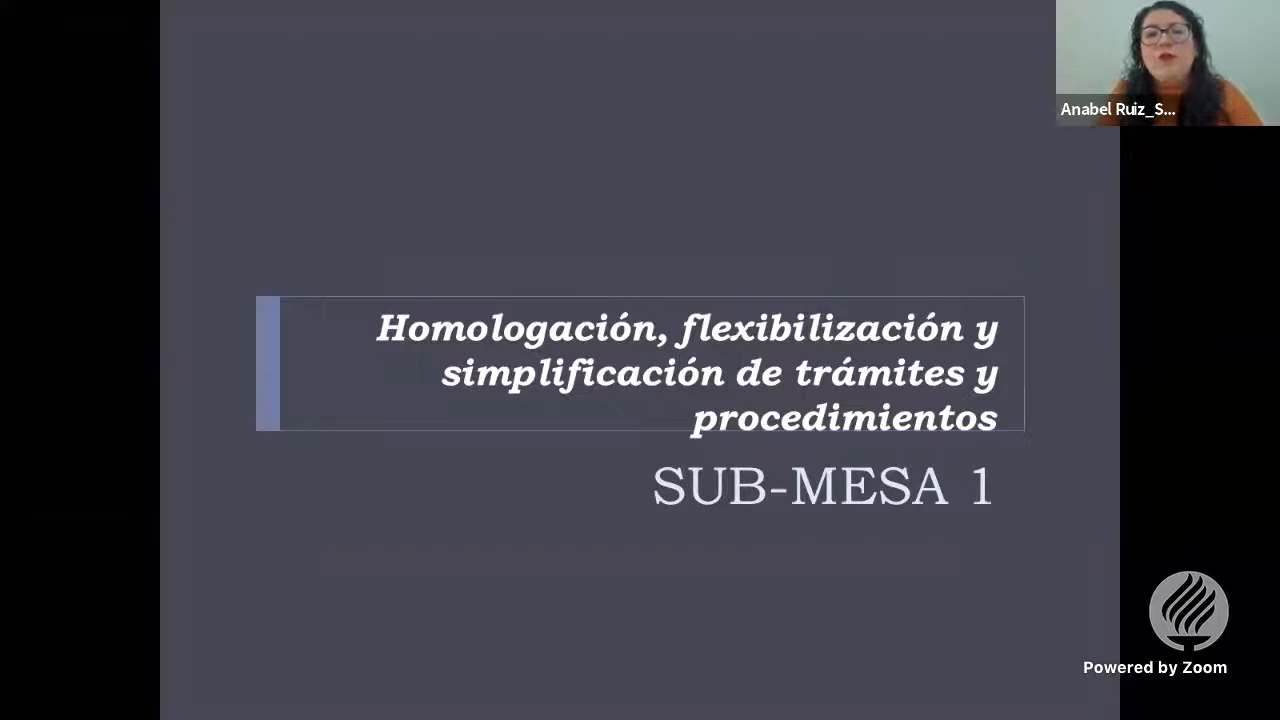 Anabel Ruiz_S...
Homologación, flexibilización y
simplificación de trámites y
procedimientos
SUB-MESA 1
Powered by Zoom